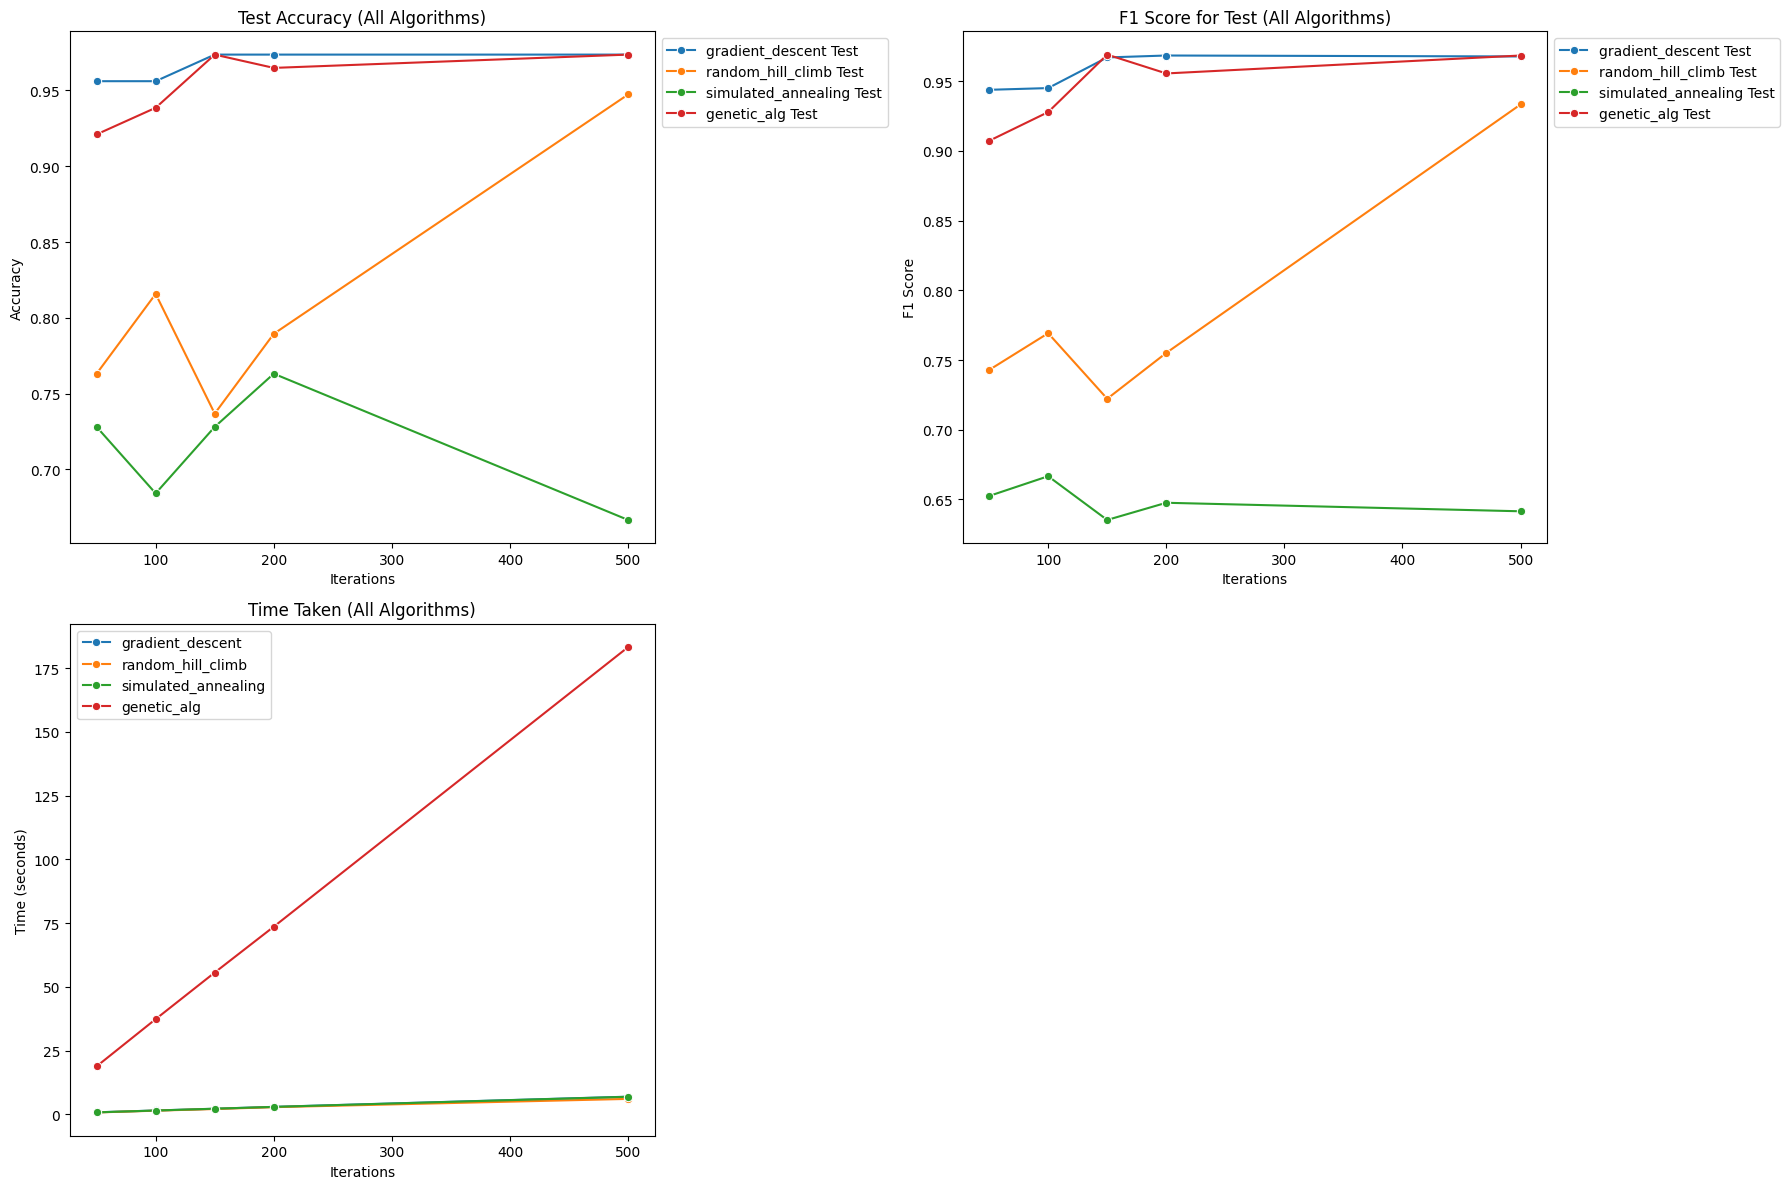 Test Accuracy (All Algorithms)
Accuracy
0.95
0.90
0.85
0.80
0.75
0.70
100
200
300
400
500
Iterations
gradient_descent Test
random_hill_climb Test
simulated_annealing Test
genetic_alg Test
F1 Score for Test (All Algorithms)
F1 Score
0.95
0.90
0.85
0.80
0.75
0.70
0.65
100
200
300
400
500
Iterations
gradient_descent Test
random_hill_climb Test
simulated_annealing Test
genetic_alg Test
Time Taken (All Algorithms)
gradient_descent
random_hill_climb
simulated_annealing
genetic_alg
Time (seconds)
175
150
125
100
75
50
25
0
100
200
300
400
500
Iterations